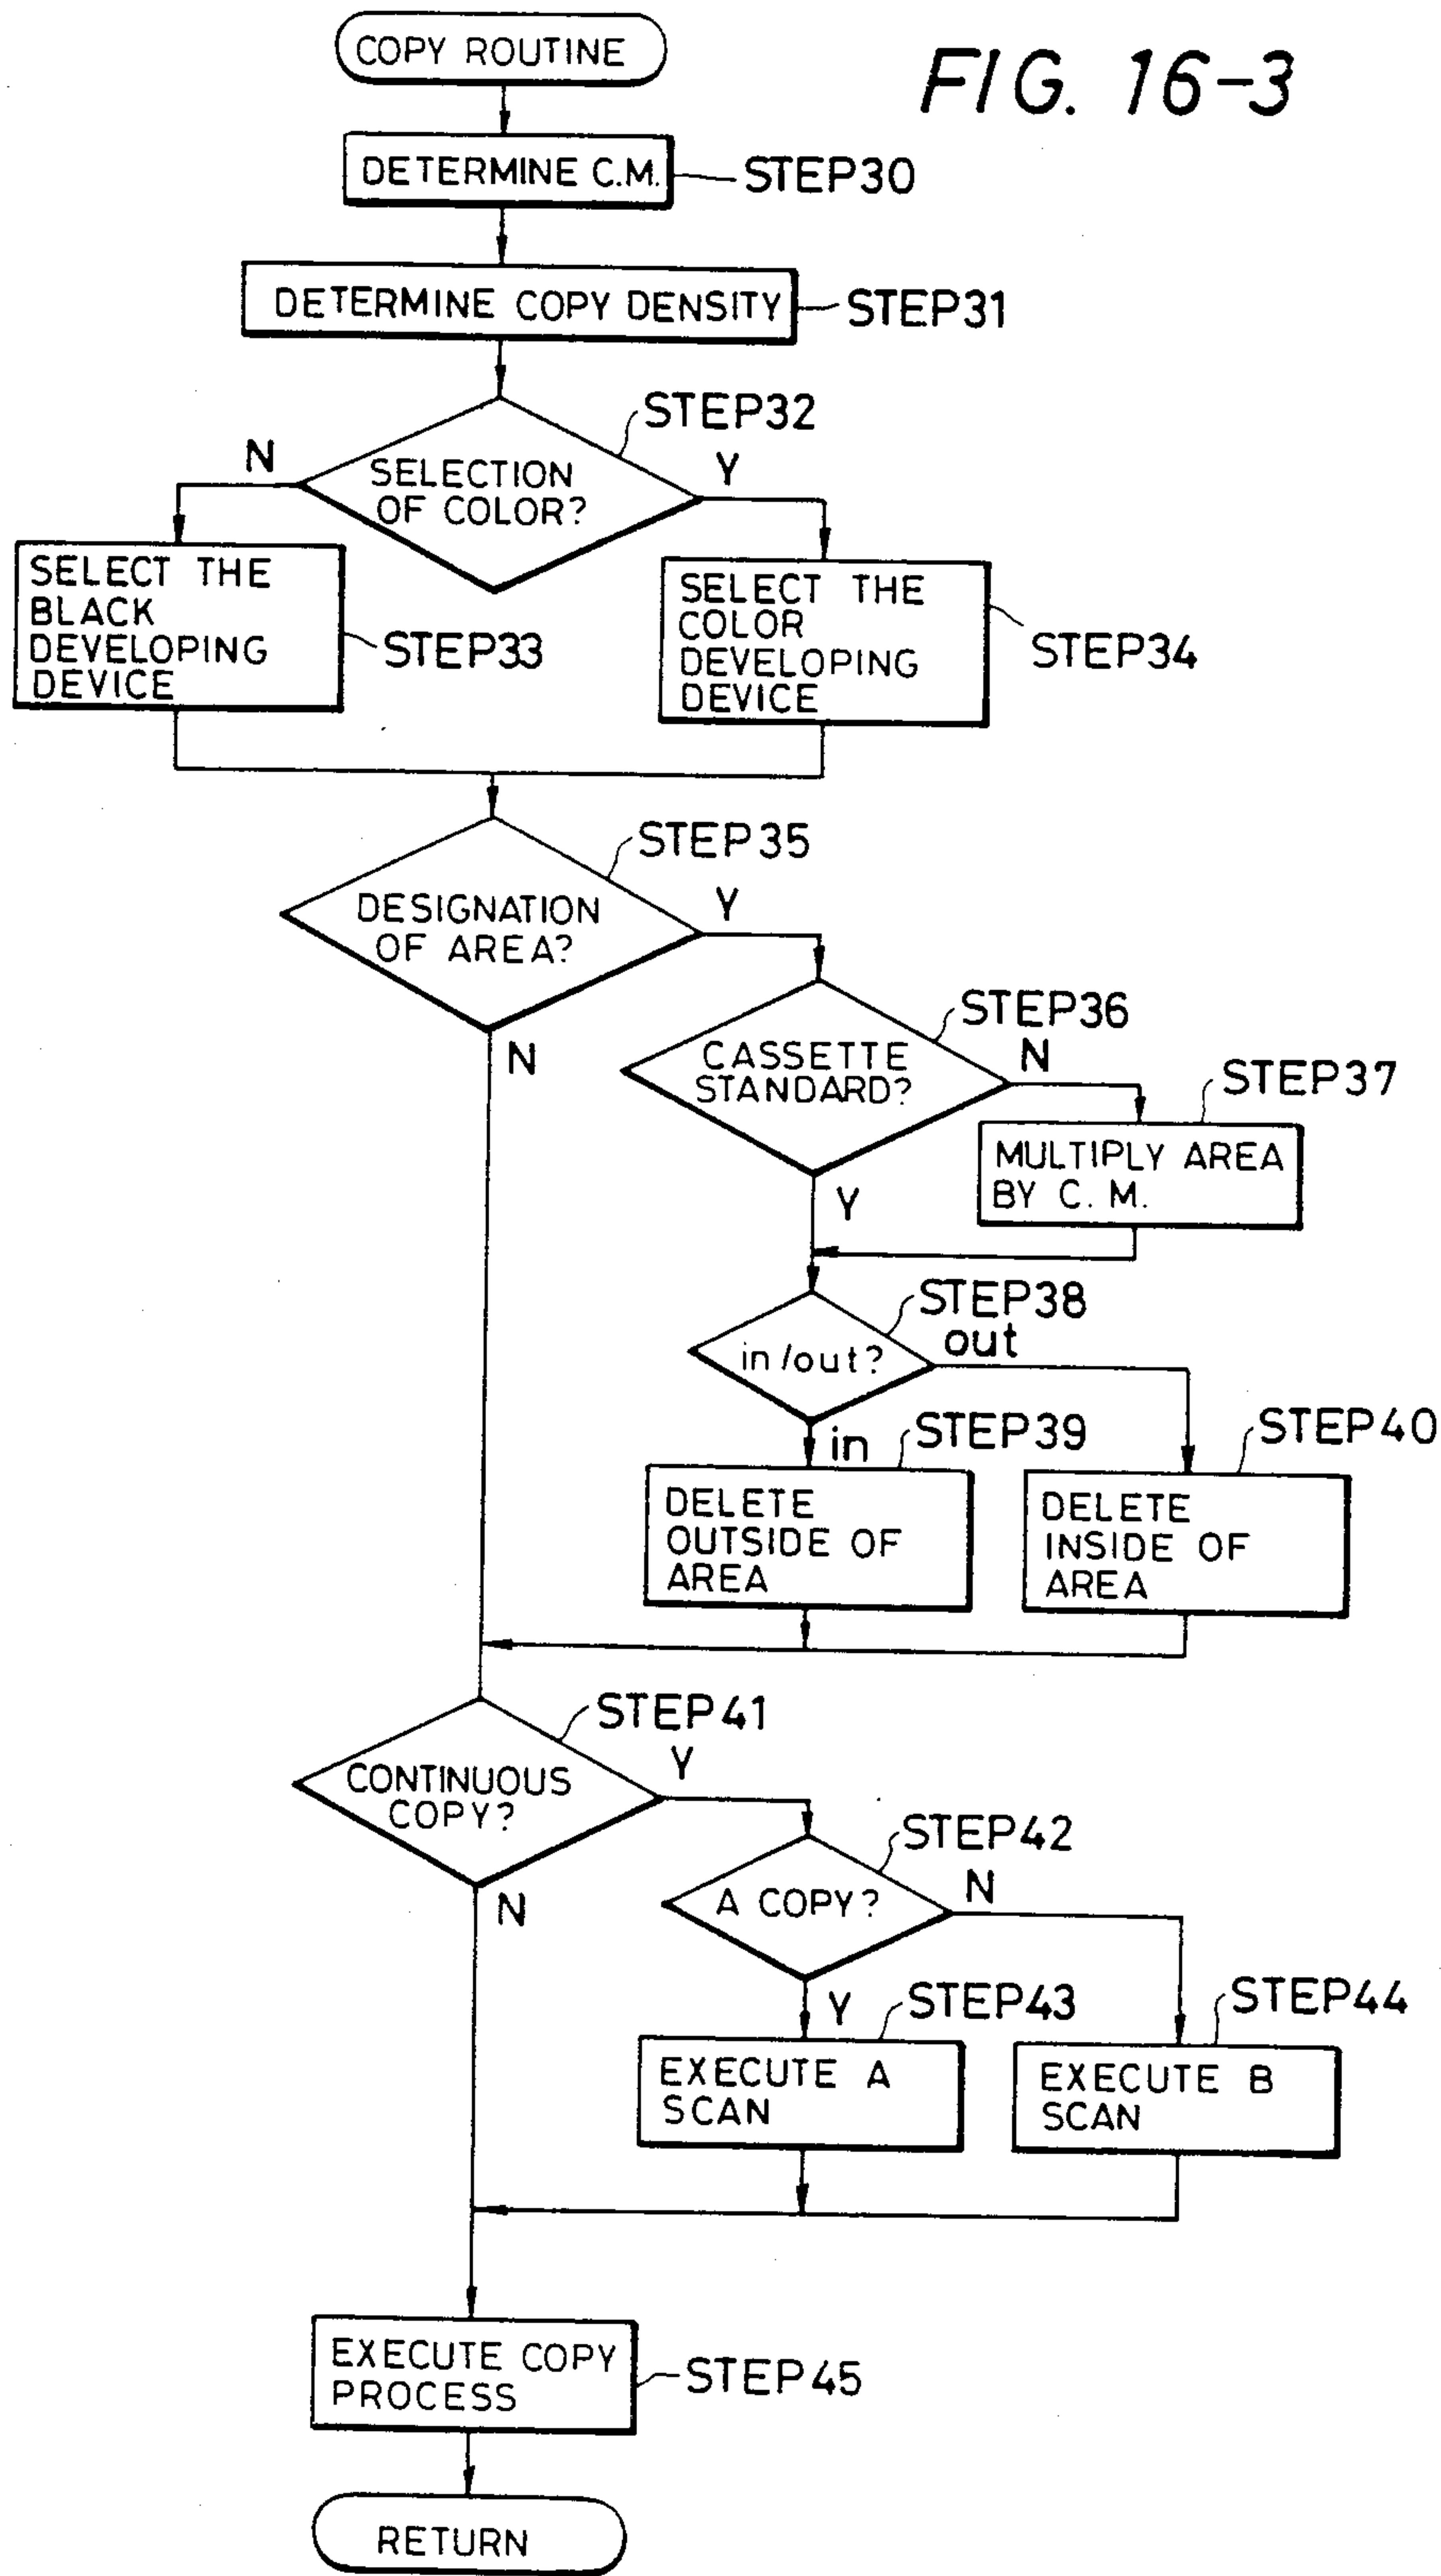 COPY ROUTINE
FIG. 16-3
DETERMINE C.M.
STEP30
DETERMINE COPY DENSITY
STEP31
STEP32
N
SELECTION
OF COLOR?
Y
SELECT THE
BLACK
DEVELOPING
DEVICE
STEP33
SELECT THE
COLOR
DEVELOPING
DEVICE
STEP34
STEP35
DESIGNATION
OF AREA?
Y
N
STEP36
CASSETTE
STANDARD?
N
Y
STEP37
MULTIPLY AREA
BY C. M.
STEP38
in/out?
out
in
STEP39
DELETE
OUTSIDE OF
AREA
STEP40
DELETE
INSIDE OF
AREA
STEP41
CONTINUOUS
COPY?
Y
N
STEP42
A COPY?
N
Y
STEP43
EXECUTE A
SCAN
STEP44
EXECUTE B
SCAN
EXECUTE COPY
PROCESS
STEP45
RETURN